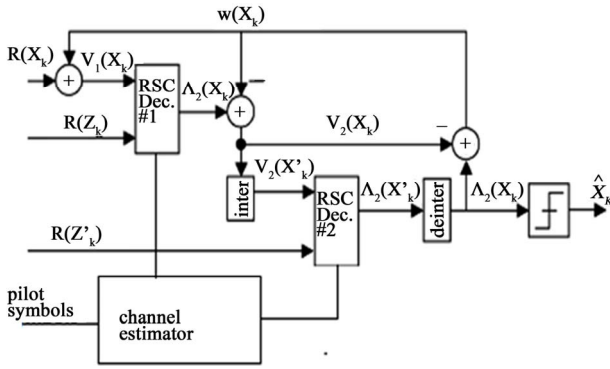 w(X_k)
R(X_k)
V_1(X_k)
RSC
Dec.
#1
Λ_2(X_k)
−
+
+
R(Z_k)
V_2(X_k)
−
+
inter
V_2(X'_k)
RSC
Dec.
#2
Λ_2(X'_k)
deinter
Λ_2(X_k)
X̂_K
R(Z'_k)
pilot
symbols
channel
estimator